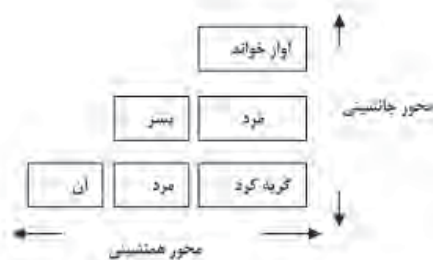 آواز خواند
محور جانشینی
مرد پسر
گریه کرد مرد آن
محور همنشینی